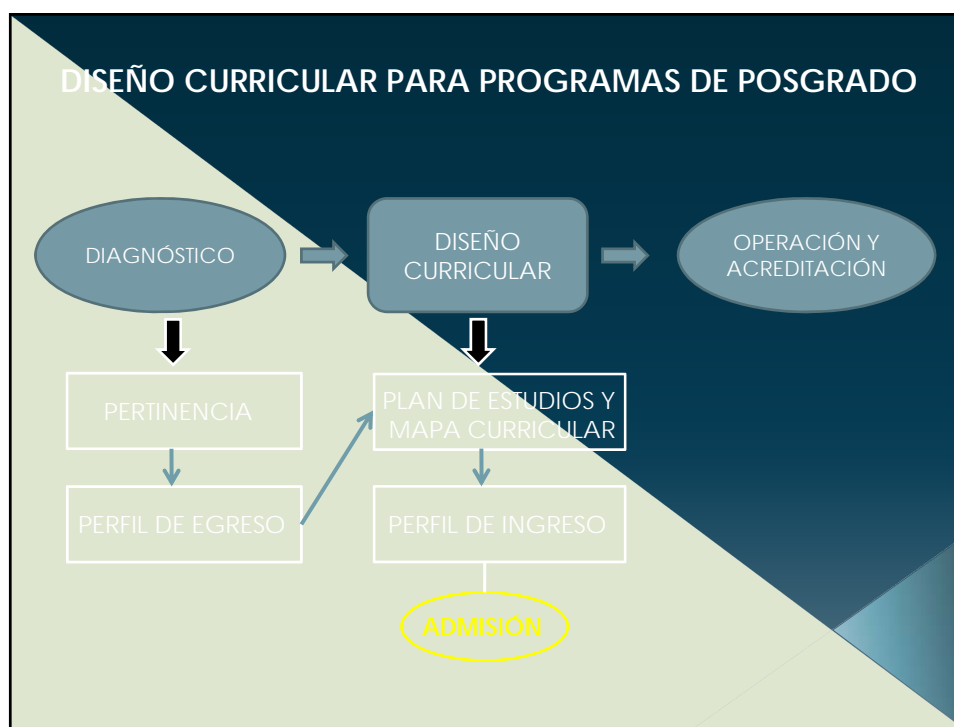 DISEÑO CURRICULAR PARA PROGRAMAS DE POSGRADO
DIAGNÓSTICO
DISEÑO
CURRICULAR
OPERACIÓN Y
ACREDITACIÓN
PERTINENCIA
PLAN DE ESTUDIOS Y
MAPA CURRICULAR
PERFIL DE EGRESO
PERFIL DE INGRESO
ADMISIÓN